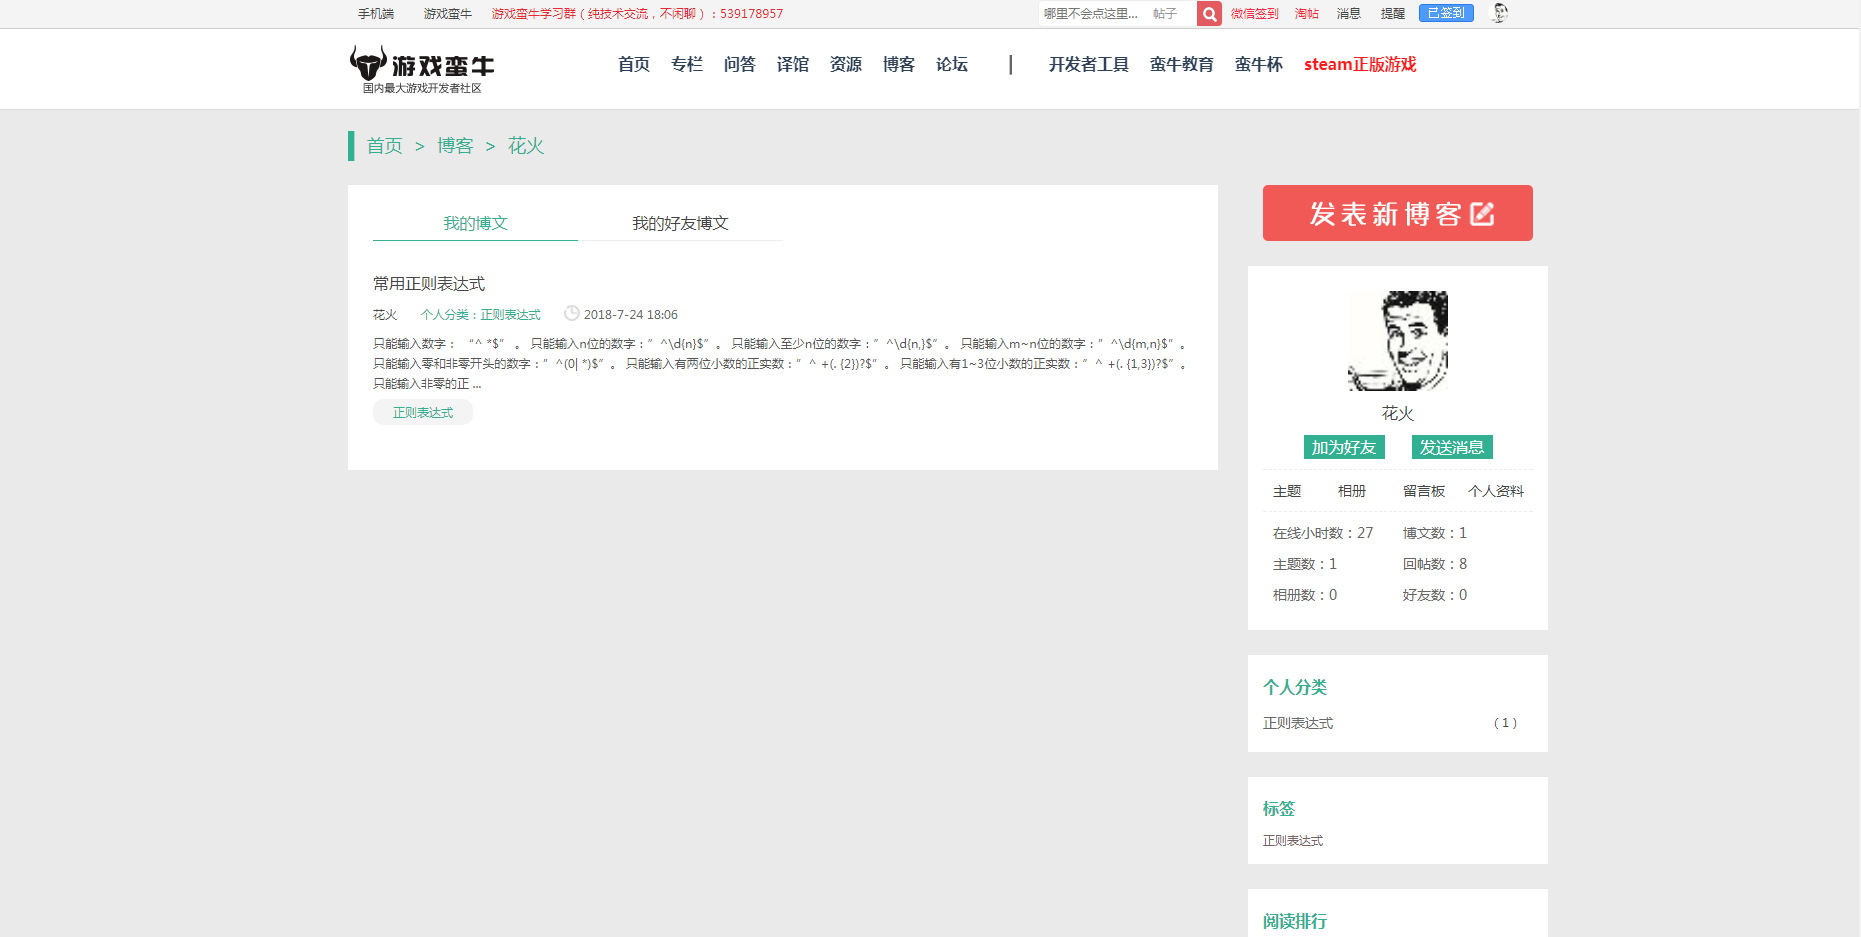 手机端 游戏蛮牛 游戏蛮牛学习群（纯技术交流，不闲聊）：539178957 哪里不会点这里... 帖子 微信签到 淘帖 消息 提醒 已签到
游戏蛮牛
国内最大游戏开发者社区
首页 专栏 问答 译馆 资源 博客 论坛 | 开发者工具 蛮牛教育 蛮牛杯 steam正版游戏
首页 > 博客 > 花火
我的博文 我的好友博文
常用正则表达式
花火 个人分类：正则表达式 2018-7-24 18:06
只能输入数字： “^ *$” 。 只能输入n位的数字：”^\d{n}$”。 只能输入至少n位的数字：”^\d{n,}$”。 只能输入m~n位的数字：”^\d{m,n}$”。
只能输入零和非零开头的数字：”^(0| *)$”。 只能输入有两位小数的正实数：”^ +(. {2})?$”。 只能输入有1~3位小数的正实数：”^ +(. {1,3})?$”。
只能输入非零的正 ...
正则表达式
发表新博客
花火
加为好友 发送消息
主题 相册 留言板 个人资料
在线小时数：27 博文数：1
主题数：1 回帖数：8
相册数：0 好友数：0
个人分类
正则表达式 （ 1 ）
标签
正则表达式
阅读排行